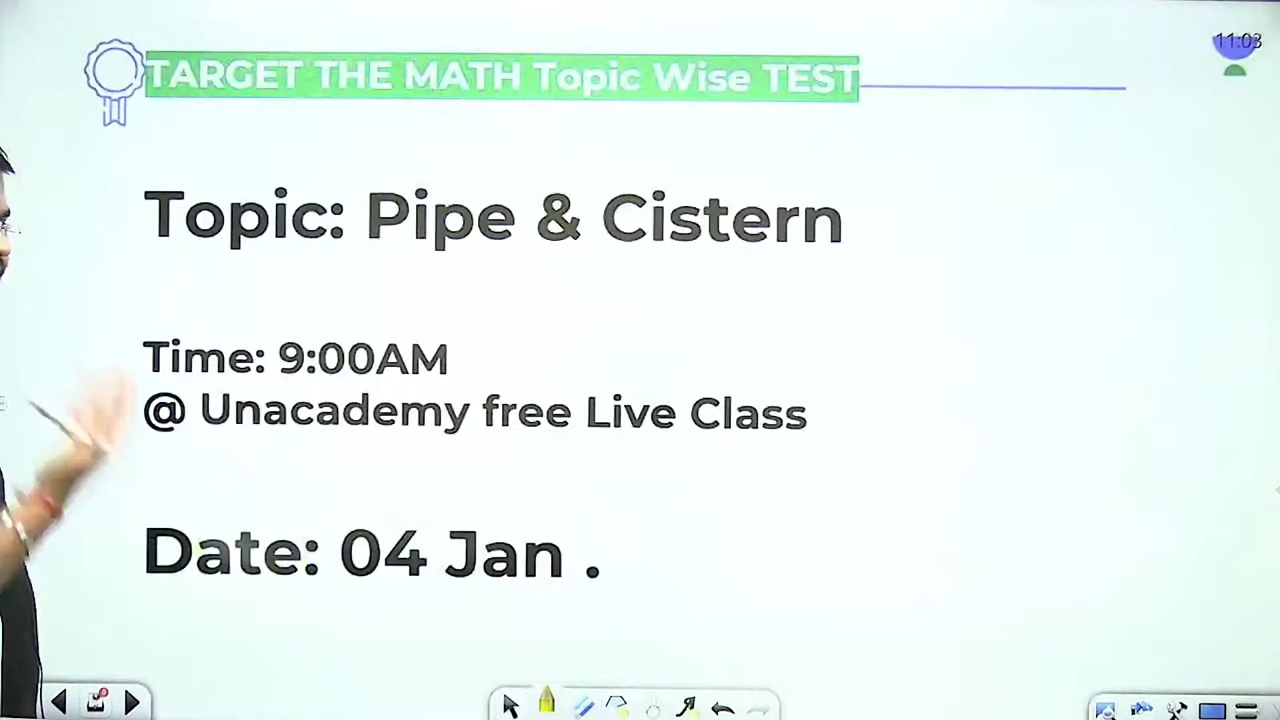 11:03
TARGET THE MATH Topic Wise TEST
Topic: Pipe & Cistern
Time: 9:00AM
@ Unacademy free Live Class
Date: 04 Jan .